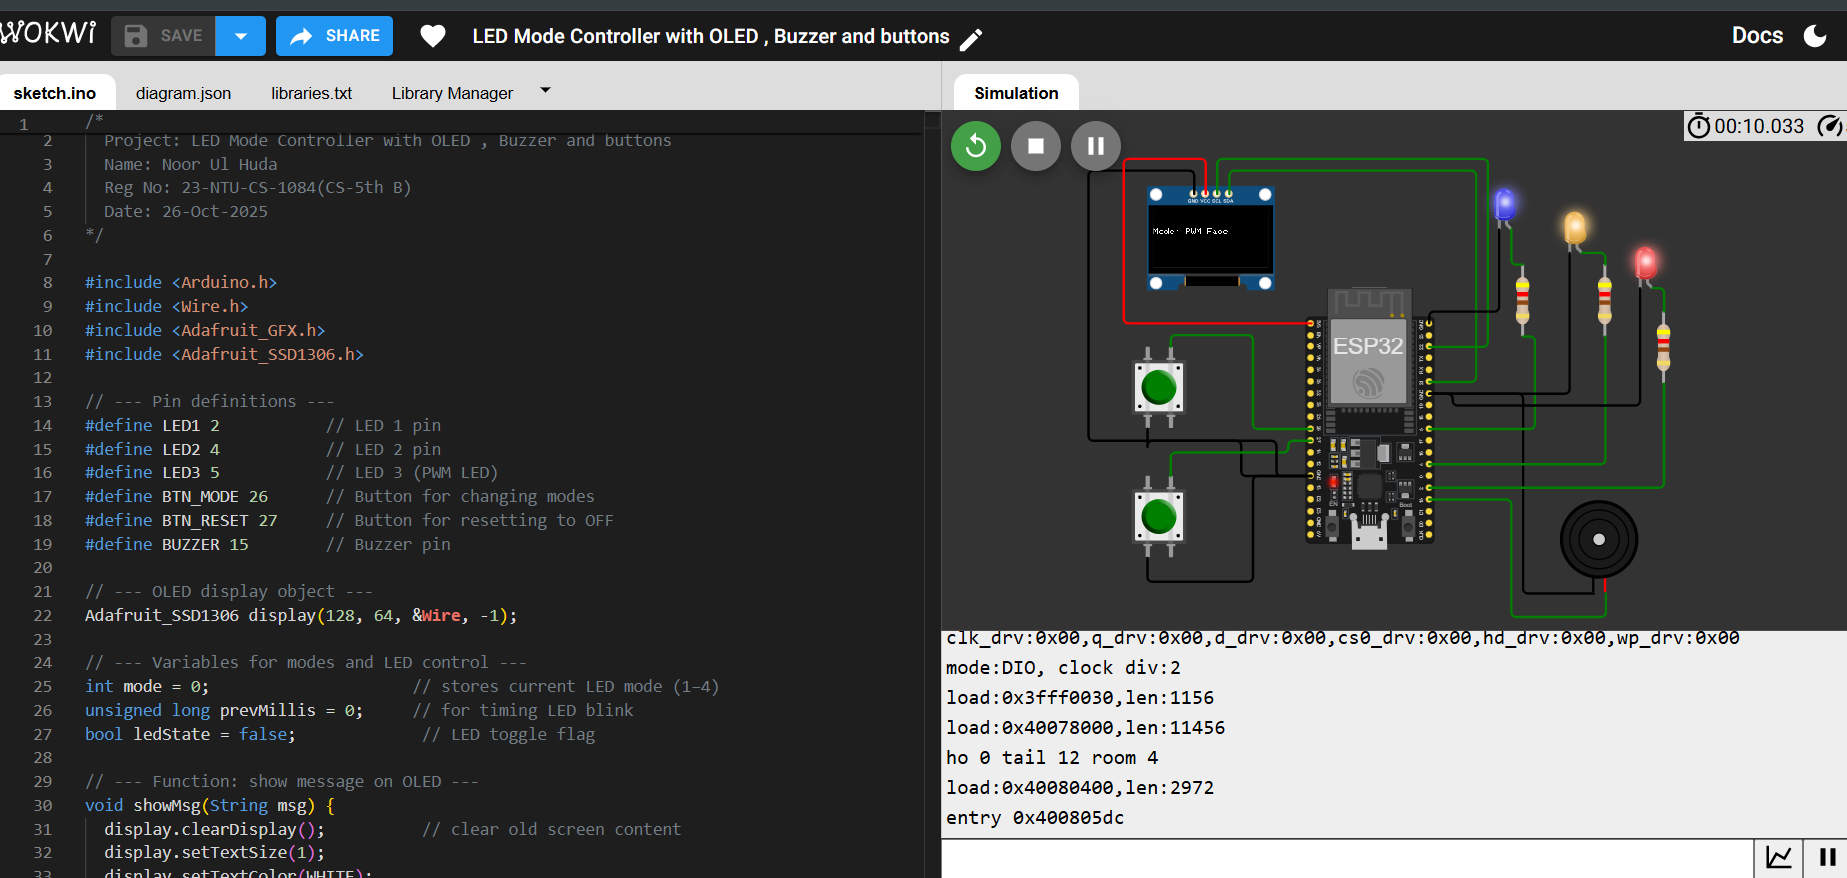 WOKWI
SAVE
SHARE
LED Mode Controller with OLED , Buzzer and buttons
Docs
sketch.ino
diagram.json
libraries.txt
Library Manager
Simulation
1 /*
2 Project: LED Mode Controller with OLED , Buzzer and buttons
3 Name: Noor Ul Huda
4 Reg No: 23-NTU-CS-1084(CS-5th B)
5 Date: 26-Oct-2025
6 */
7
8 #include <Arduino.h>
9 #include <Wire.h>
10 #include <Adafruit_GFX.h>
11 #include <Adafruit_SSD1306.h>
12
13 // --- Pin definitions ---
14 #define LED1 2 // LED 1 pin
15 #define LED2 4 // LED 2 pin
16 #define LED3 5 // LED 3 (PWM LED)
17 #define BTN_MODE 26 // Button for changing modes
18 #define BTN_RESET 27 // Button for resetting to OFF
19 #define BUZZER 15 // Buzzer pin
20
21 // --- OLED display object ---
22 Adafruit_SSD1306 display(128, 64, &Wire, -1);
23
24 // --- Variables for modes and LED control ---
25 int mode = 0; // stores current LED mode (1–4)
26 unsigned long prevMillis = 0; // for timing LED blink
27 bool ledState = false; // LED toggle flag
28
29 // --- Function: show message on OLED ---
30 void showMsg(String msg) {
31 display.clearDisplay(); // clear old screen content
32 display.setTextSize(1);
33 display.setTextColor(WHITE);
00:10.033
GND VCC SCL SDA
Mode: PWM Fade
ESP32
EN
Boot
clk_drv:0x00,q_drv:0x00,d_drv:0x00,cs0_drv:0x00,hd_drv:0x00,wp_drv:0x00
mode:DIO, clock div:2
load:0x3fff0030,len:1156
load:0x40078000,len:11456
ho 0 tail 12 room 4
load:0x40080400,len:2972
entry 0x400805dc